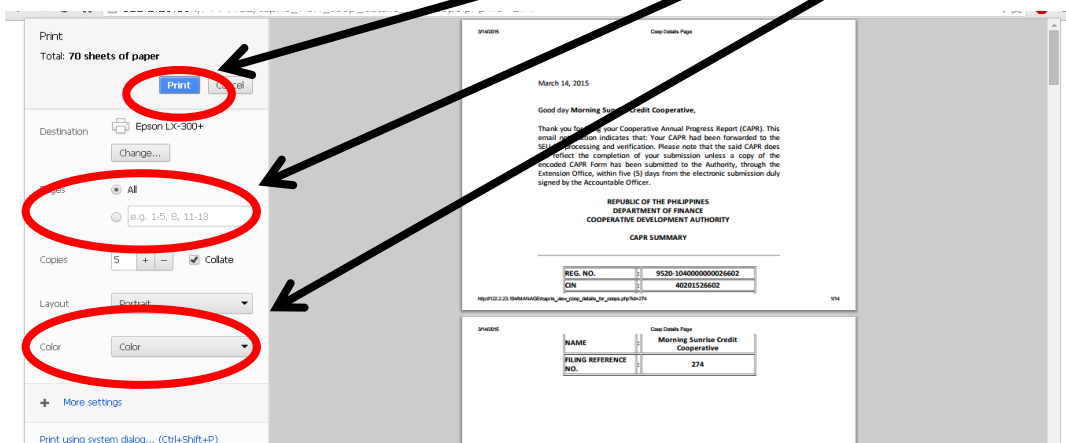 Print
Total: 70 sheets of paper
Print
Destination
Epson LX-300+
Change...
All
e.g. 1-5, 8, 11-13
Copies 5 + − Collate
Layout Portrait
Color Color
+ More settings
Print using system dialog... (Ctrl+Shift+P)
3/14/2015 Coop Details Page
March 14, 2015
Good day Morning Sunrise Credit Cooperative,
Thank you for your Cooperative Annual Progress Report (CAPR). This
email indicates that: Your CAPR had been forwarded to the
processing and verification. Please note that the said CAPR does
reflect the completion of your submission unless a copy of the
encoded CAPR Form has been submitted to the Authority, through the
Extension Office, within five (5) days from the electronic submission duly
signed by the Accountable Officer.
REPUBLIC OF THE PHILIPPINES
DEPARTMENT OF FINANCE
COOPERATIVE DEVELOPMENT AUTHORITY
CAPR SUMMARY
REG. NO. : 9520-1040000000026602
CIN : 40201526602
1/14
3/14/2015 Coop Details Page
NAME : Morning Sunrise Credit
Cooperative
FILING REFERENCE
NO. : 274